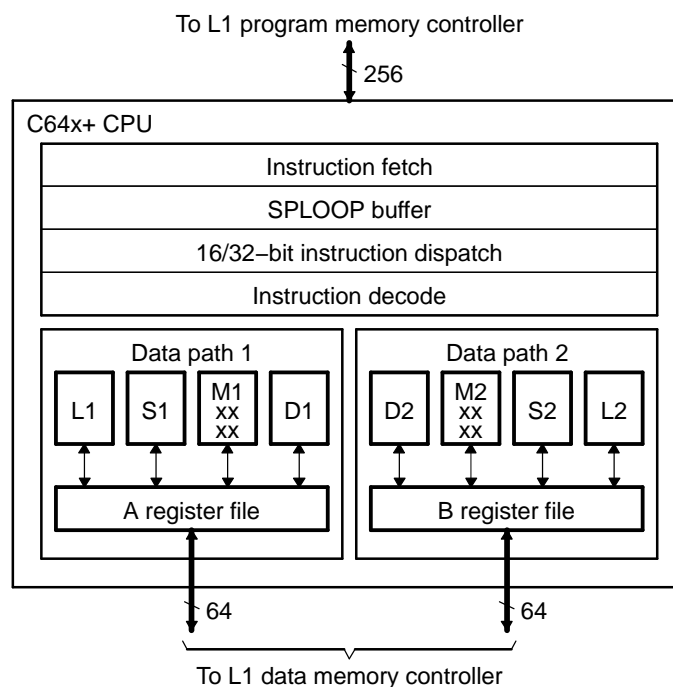 To L1 program memory controller
256
C64x+ CPU
Instruction fetch
SPLOOP buffer
16/32−bit instruction dispatch
Instruction decode
Data path 1
L1
S1
M1
xx
xx
D1
A register file
Data path 2
D2
M2
xx
xx
S2
L2
B register file
64
64
To L1 data memory controller